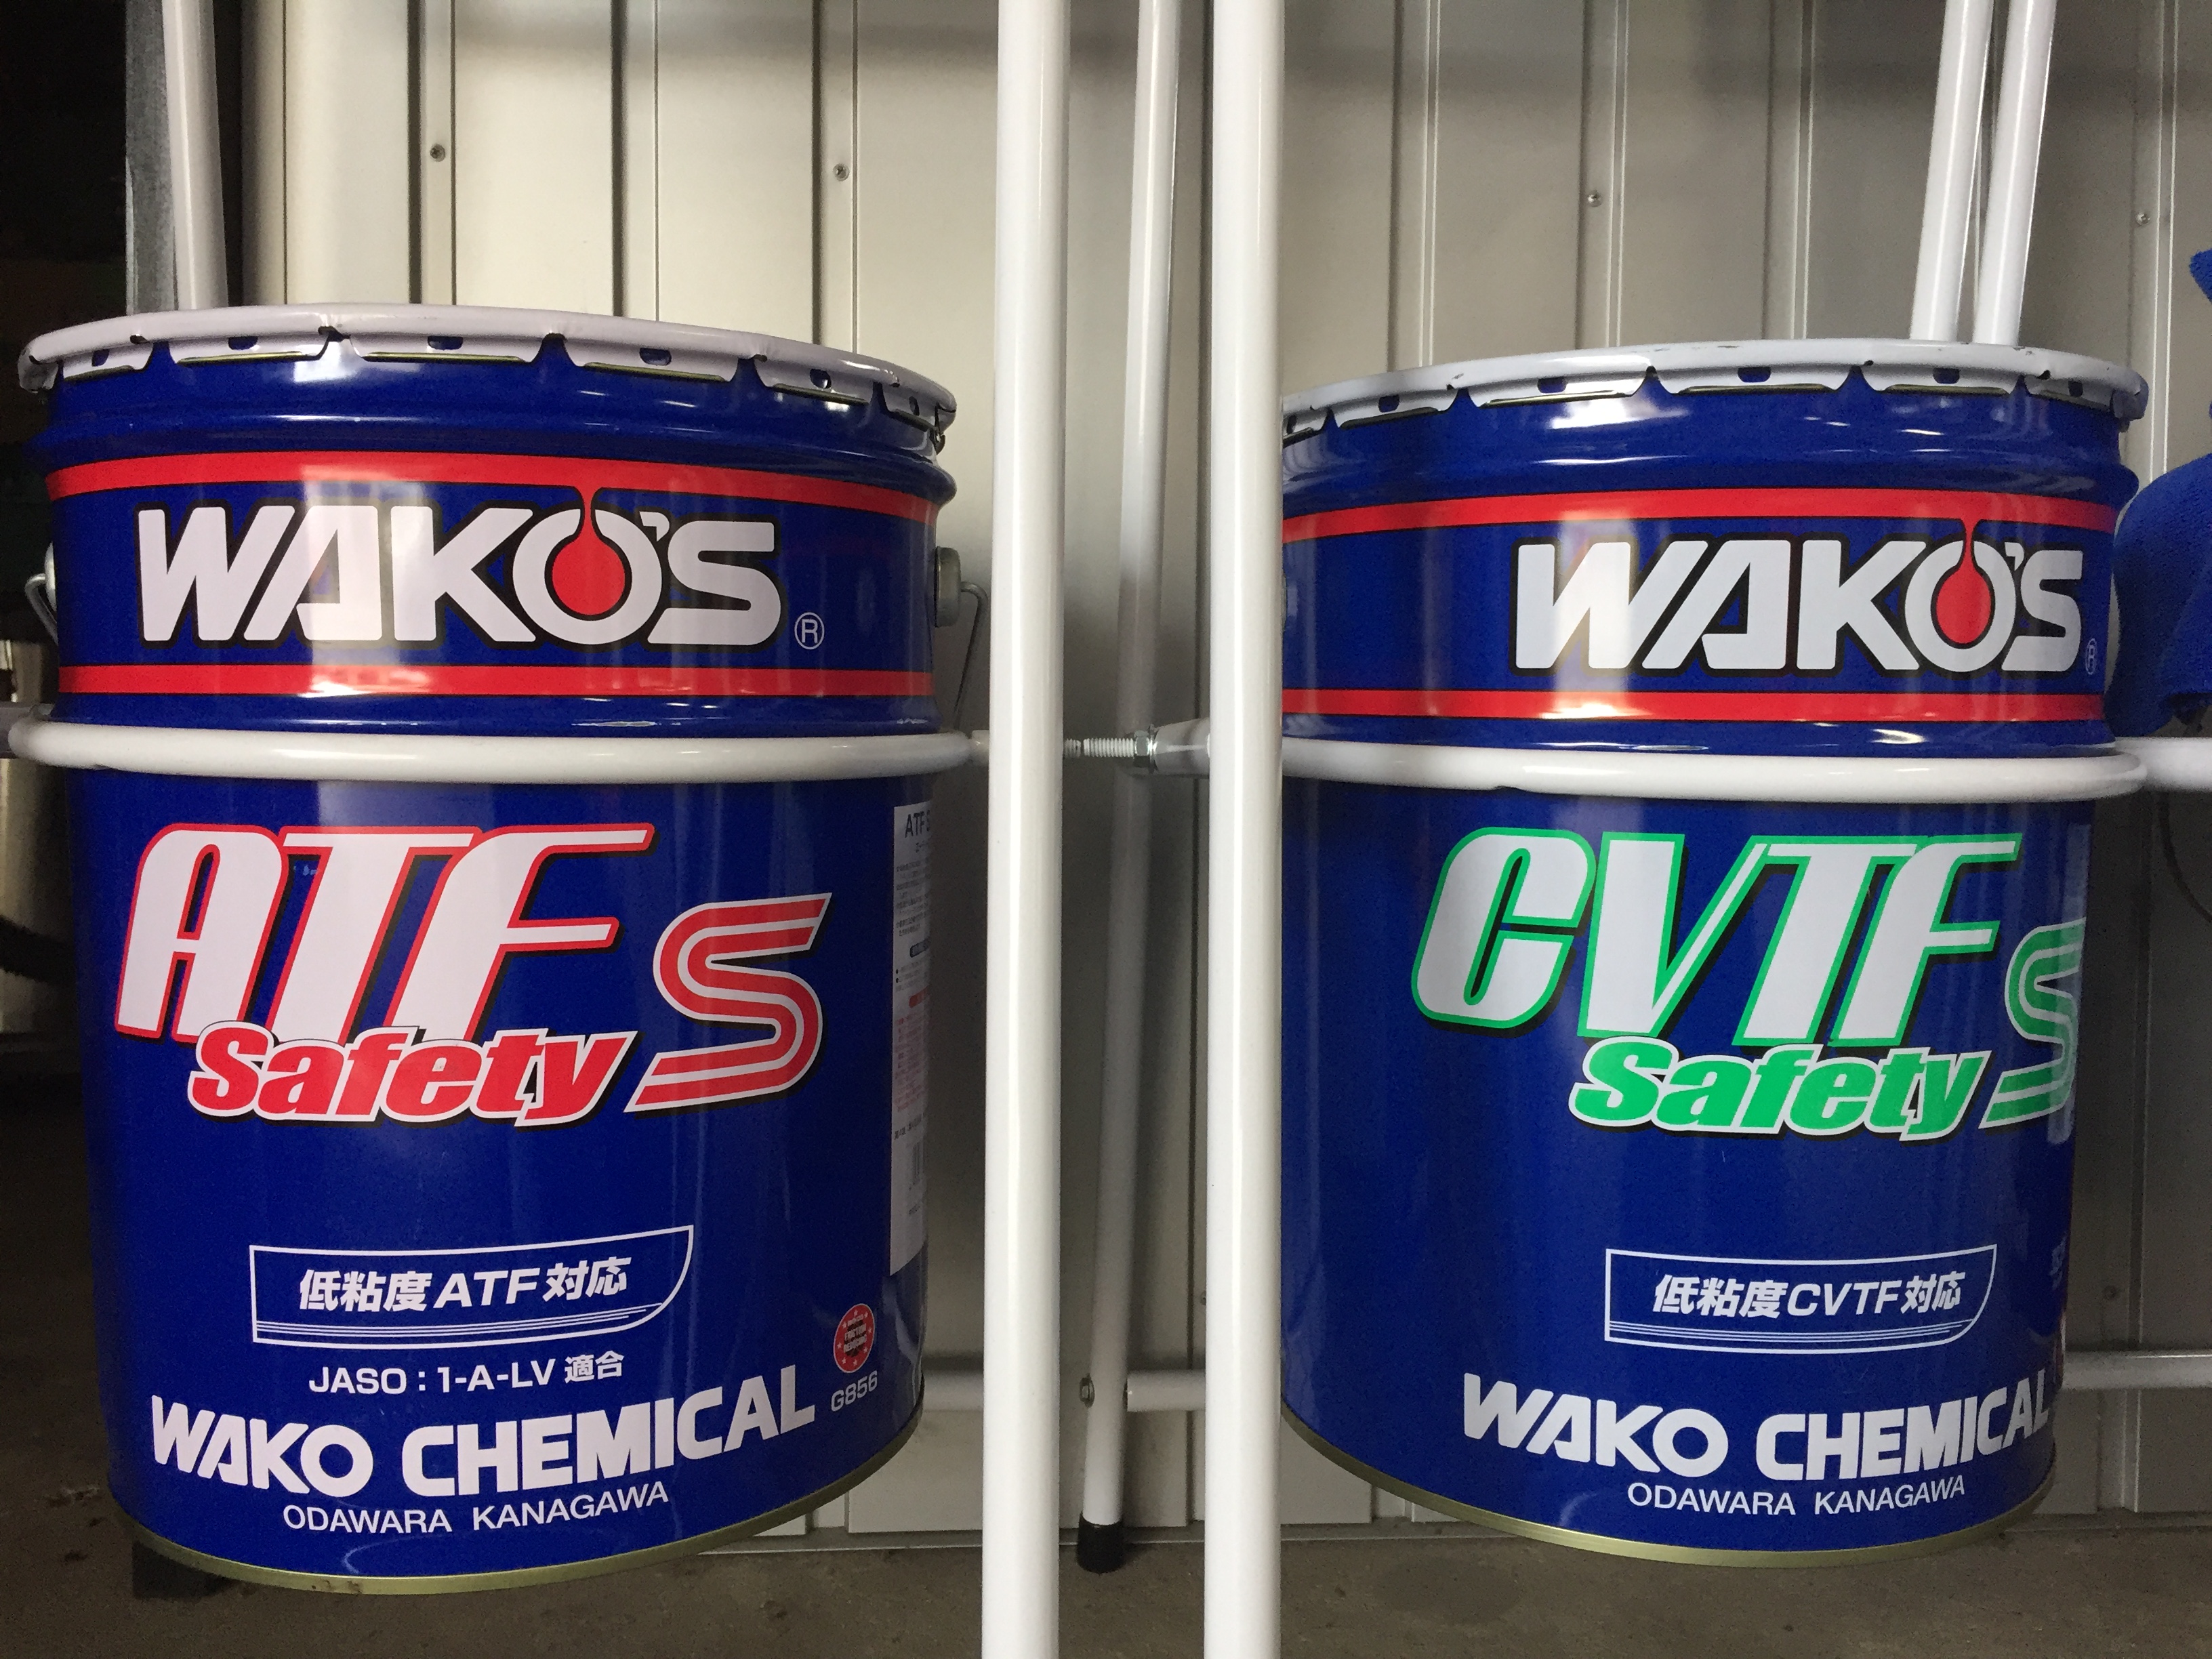 WAKO'S ®
ATF S
Safety
低粘度ATF対応
JASO : 1-A-LV 適合
G856
WAKO CHEMICAL
ODAWARA KANAGAWA
ATF
WAKO'S ®
CVTF S
Safety
低粘度CVTF対応
WAKO CHEMICAL
ODAWARA KANAGAWA